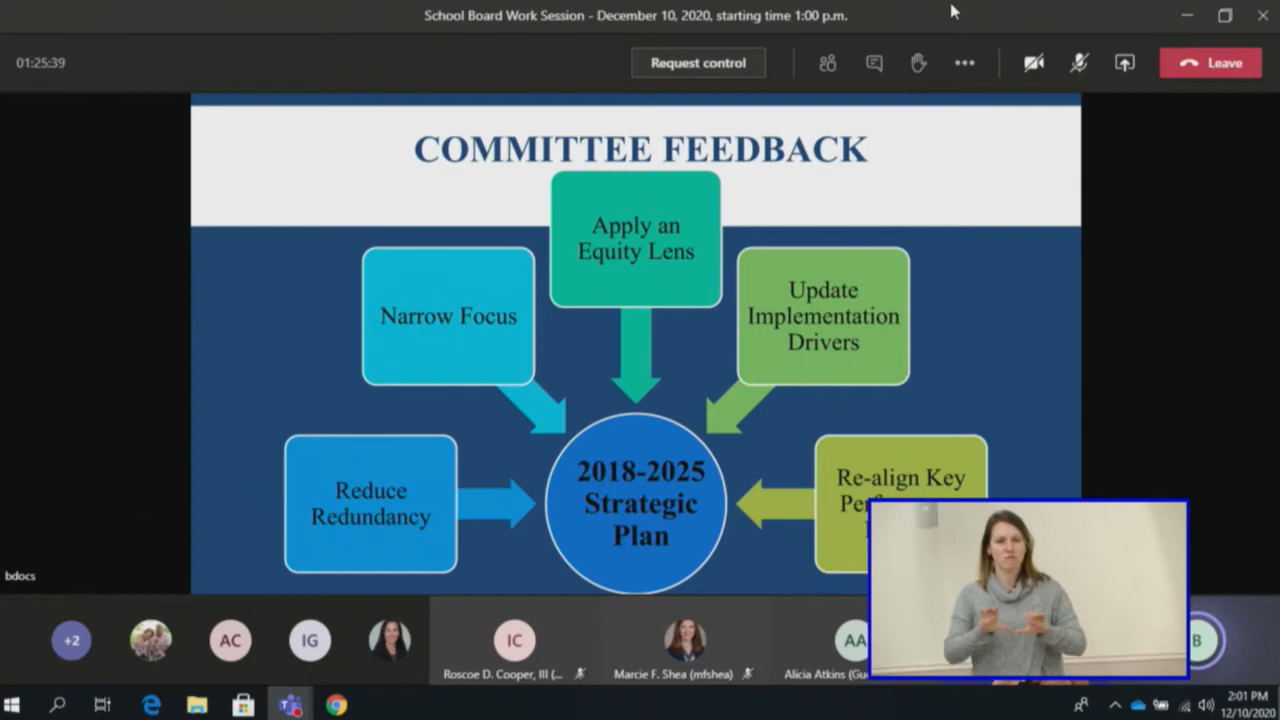 School Board Work Session - December 10, 2020, starting time 1:00 p.m.
01:25:39
Request control
Leave
COMMITTEE FEEDBACK
Apply an
Equity Lens
Narrow Focus
Update
Implementation
Drivers
Reduce
Redundancy
2018-2025
Strategic
Plan
Re-align Key
bdocs
+2
AC
IG
IC
AA
B
Roscoe D. Cooper, III (...
Marcie F. Shea (mfshea)
Alicia Atkins (Gu
2:01 PM
12/10/2020